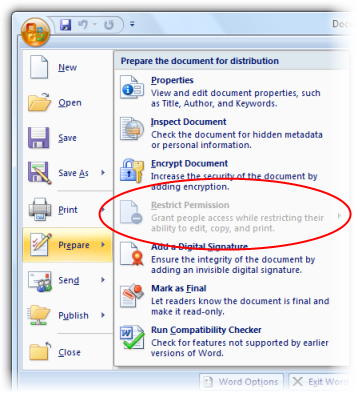 Doc
Prepare the document for distribution
New
Open
Save
Save As
Print
Prepare
Send
Publish
Close
Properties
View and edit document properties, such
as Title, Author, and Keywords.
Inspect Document
Check the document for hidden metadata
or personal information.
Encrypt Document
Increase the security of the document by
adding encryption.
Restrict Permission
Grant people access while restricting their
ability to edit, copy, and print.
Add a Digital Signature
Ensure the integrity of the document by
adding an invisible digital signature.
Mark as Final
Let readers know the document is final and
make it read-only.
Run Compatibility Checker
Check for features not supported by earlier
versions of Word.
Word Options
Exit Word